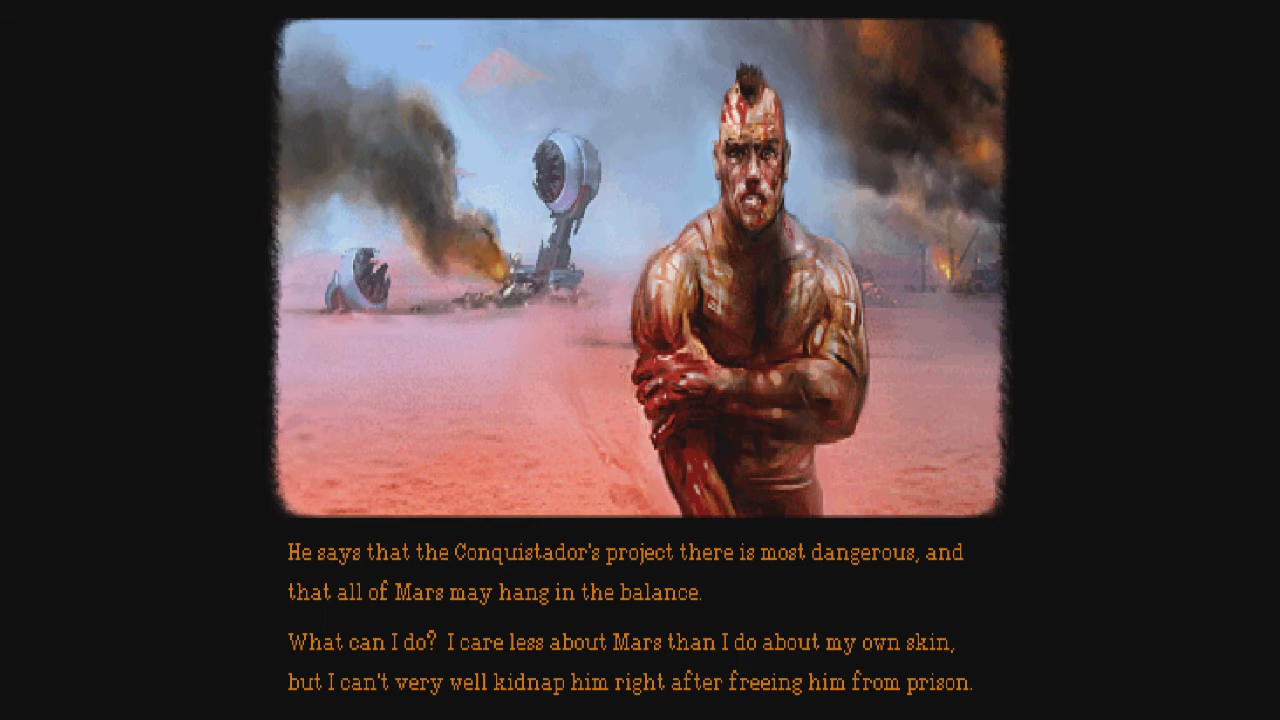 He says that the Conquistador's project there is most dangerous, and
that all of Mars may hang in the balance.
What can I do?  I care less about Mars than I do about my own skin,
but I can't very well kidnap him right after freeing him from prison.